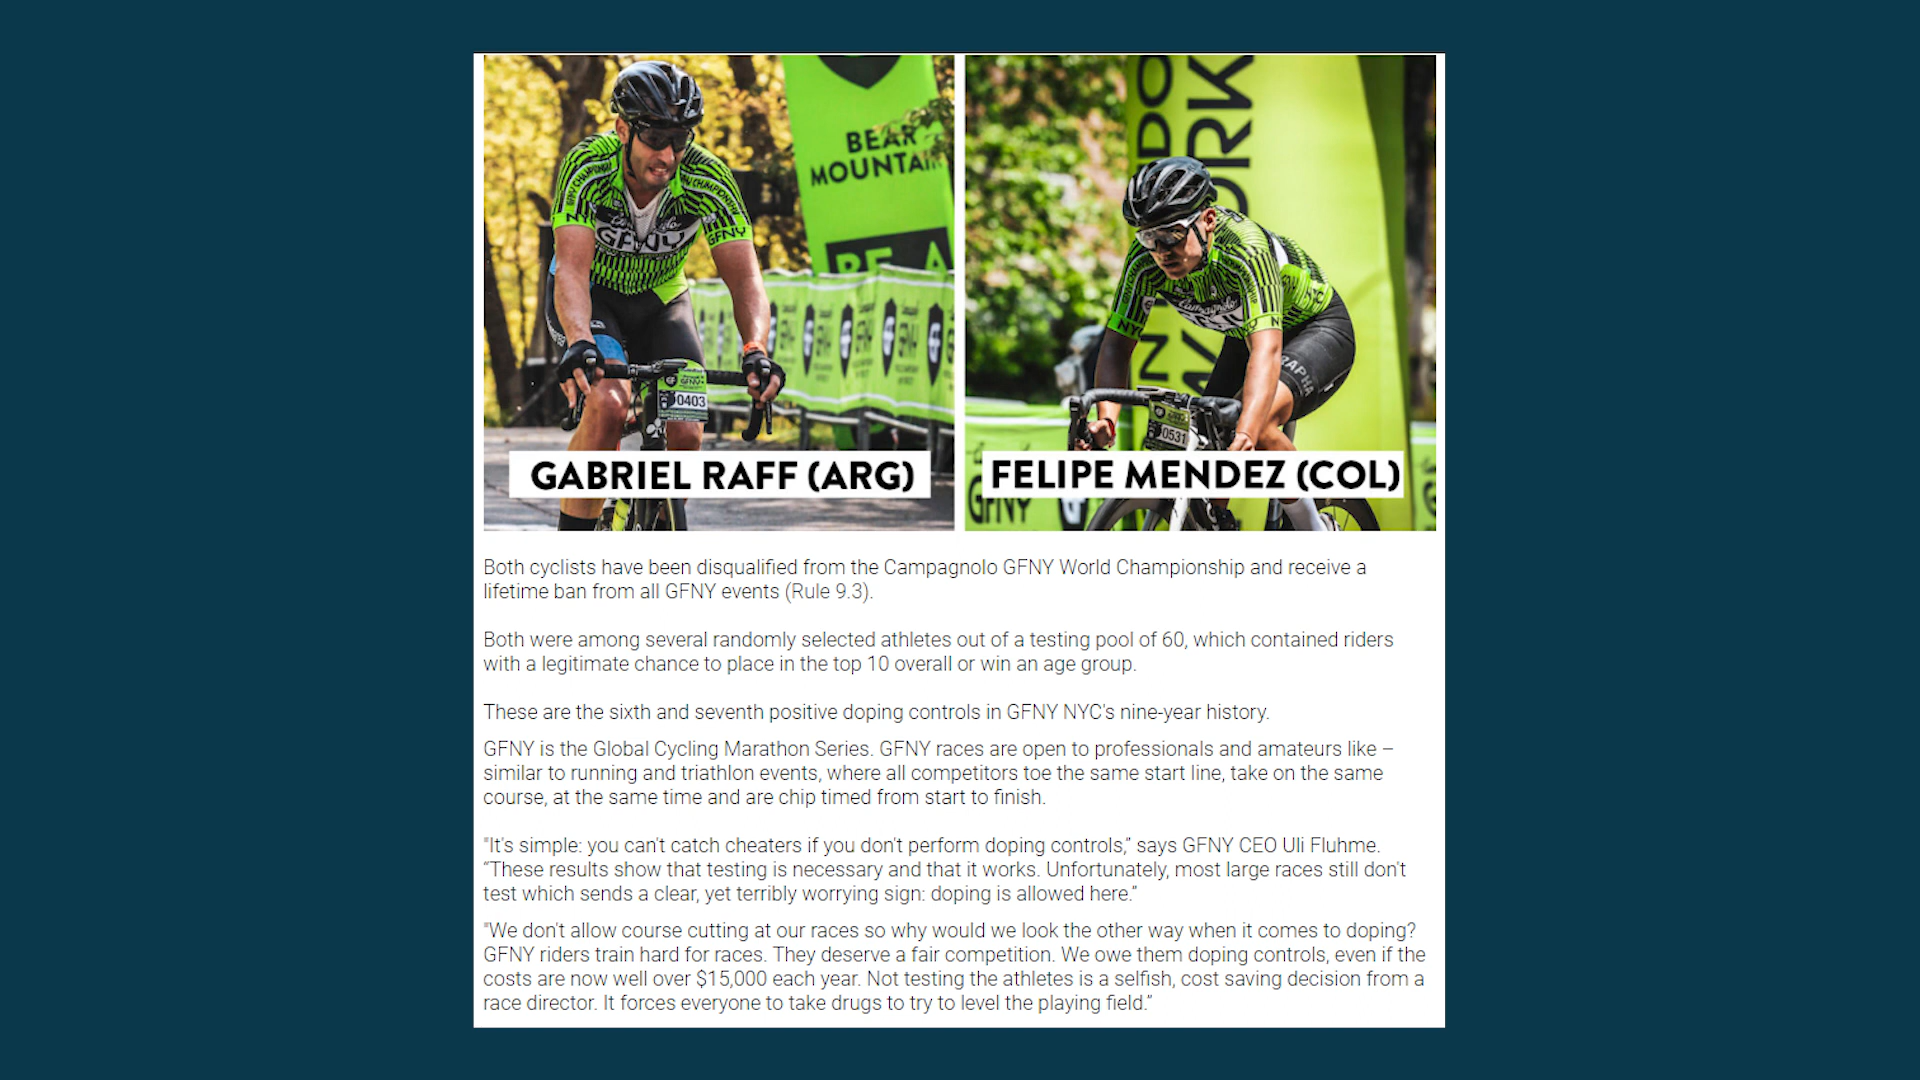 BEAR
MOUNTAIN
BE A
GFNY
GFNY
NYC
0403
GABRIEL RAFF (ARG)
Campagnolo
GFNY
RAPHA
0531
FELIPE MENDEZ (COL)
GFNY
Both cyclists have been disqualified from the Campagnolo GFNY World Championship and receive a
lifetime ban from all GFNY events (Rule 9.3).
Both were among several randomly selected athletes out of a testing pool of 60, which contained riders
with a legitimate chance to place in the top 10 overall or win an age group.
These are the sixth and seventh positive doping controls in GFNY NYC's nine-year history.
GFNY is the Global Cycling Marathon Series. GFNY races are open to professionals and amateurs like –
similar to running and triathlon events, where all competitors toe the same start line, take on the same
course, at the same time and are chip timed from start to finish.
"It's simple: you can't catch cheaters if you don't perform doping controls,” says GFNY CEO Uli Fluhme.
“These results show that testing is necessary and that it works. Unfortunately, most large races still don't
test which sends a clear, yet terribly worrying sign: doping is allowed here.”
"We don't allow course cutting at our races so why would we look the other way when it comes to doping?
GFNY riders train hard for races. They deserve a fair competition. We owe them doping controls, even if the
costs are now well over $15,000 each year. Not testing the athletes is a selfish, cost saving decision from a
race director. It forces everyone to take drugs to try to level the playing field.”